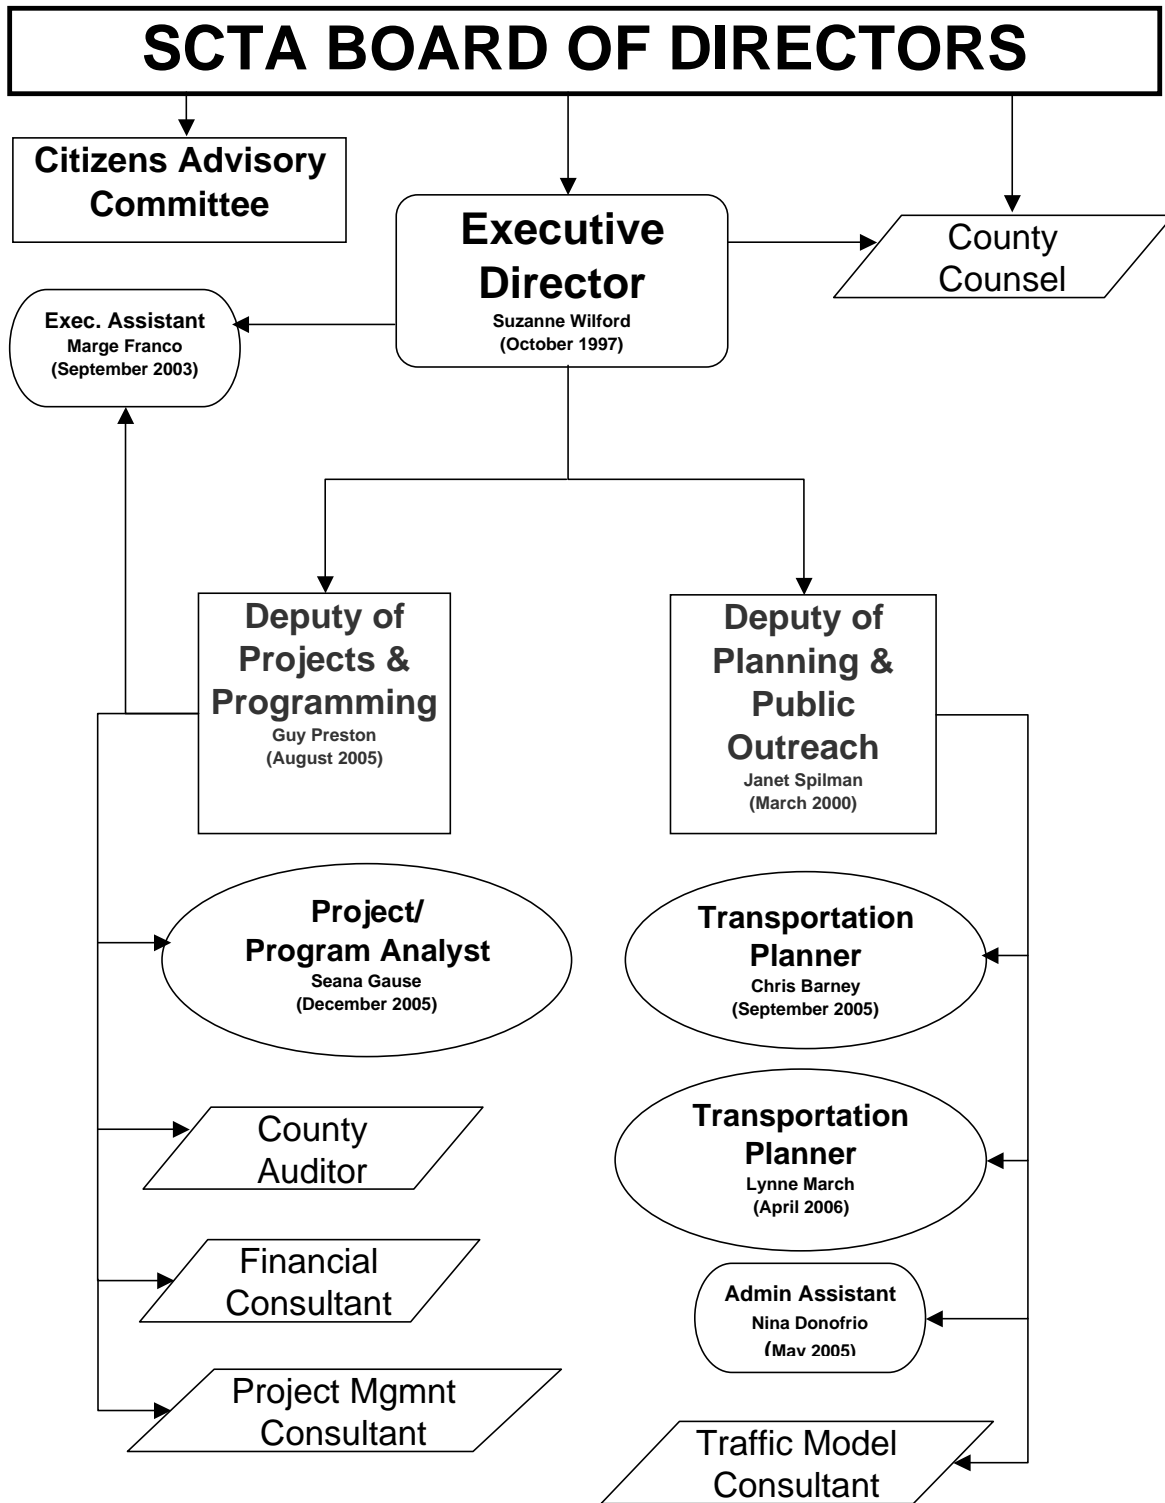 SCTA BOARD OF DIRECTORS
Citizens Advisory
Committee
Executive
Director
Suzanne Wilford
(October 1997)
County
Counsel
Exec. Assistant
Marge Franco
(September 2003)
Deputy of
Projects &
Programming
Guy Preston
(August 2005)
Deputy of
Planning &
Public
Outreach
Janet Spilman
(March 2000)
Project/
Program Analyst
Seana Gause
(December 2005)
Transportation
Planner
Chris Barney
(September 2005)
County
Auditor
Transportation
Planner
Lynne March
(April 2006)
Financial
Consultant
Admin Assistant
Nina Donofrio
(May 2005)
Project Mgmnt
Consultant
Traffic Model
Consultant